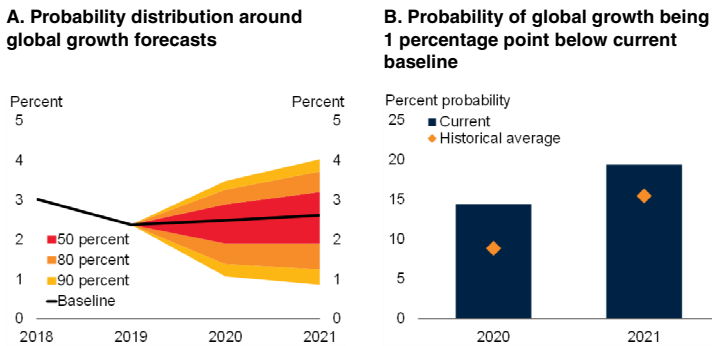 A. Probability distribution around
global growth forecasts
Percent
Percent
5
5
4
4
3
3
2
2
1
1
0
0
50 percent
80 percent
90 percent
Baseline
2018
2019
2020
2021
B. Probability of global growth being
1 percentage point below current
baseline
Percent probability
25
20
15
10
5
0
Current
Historical average
2020
2021